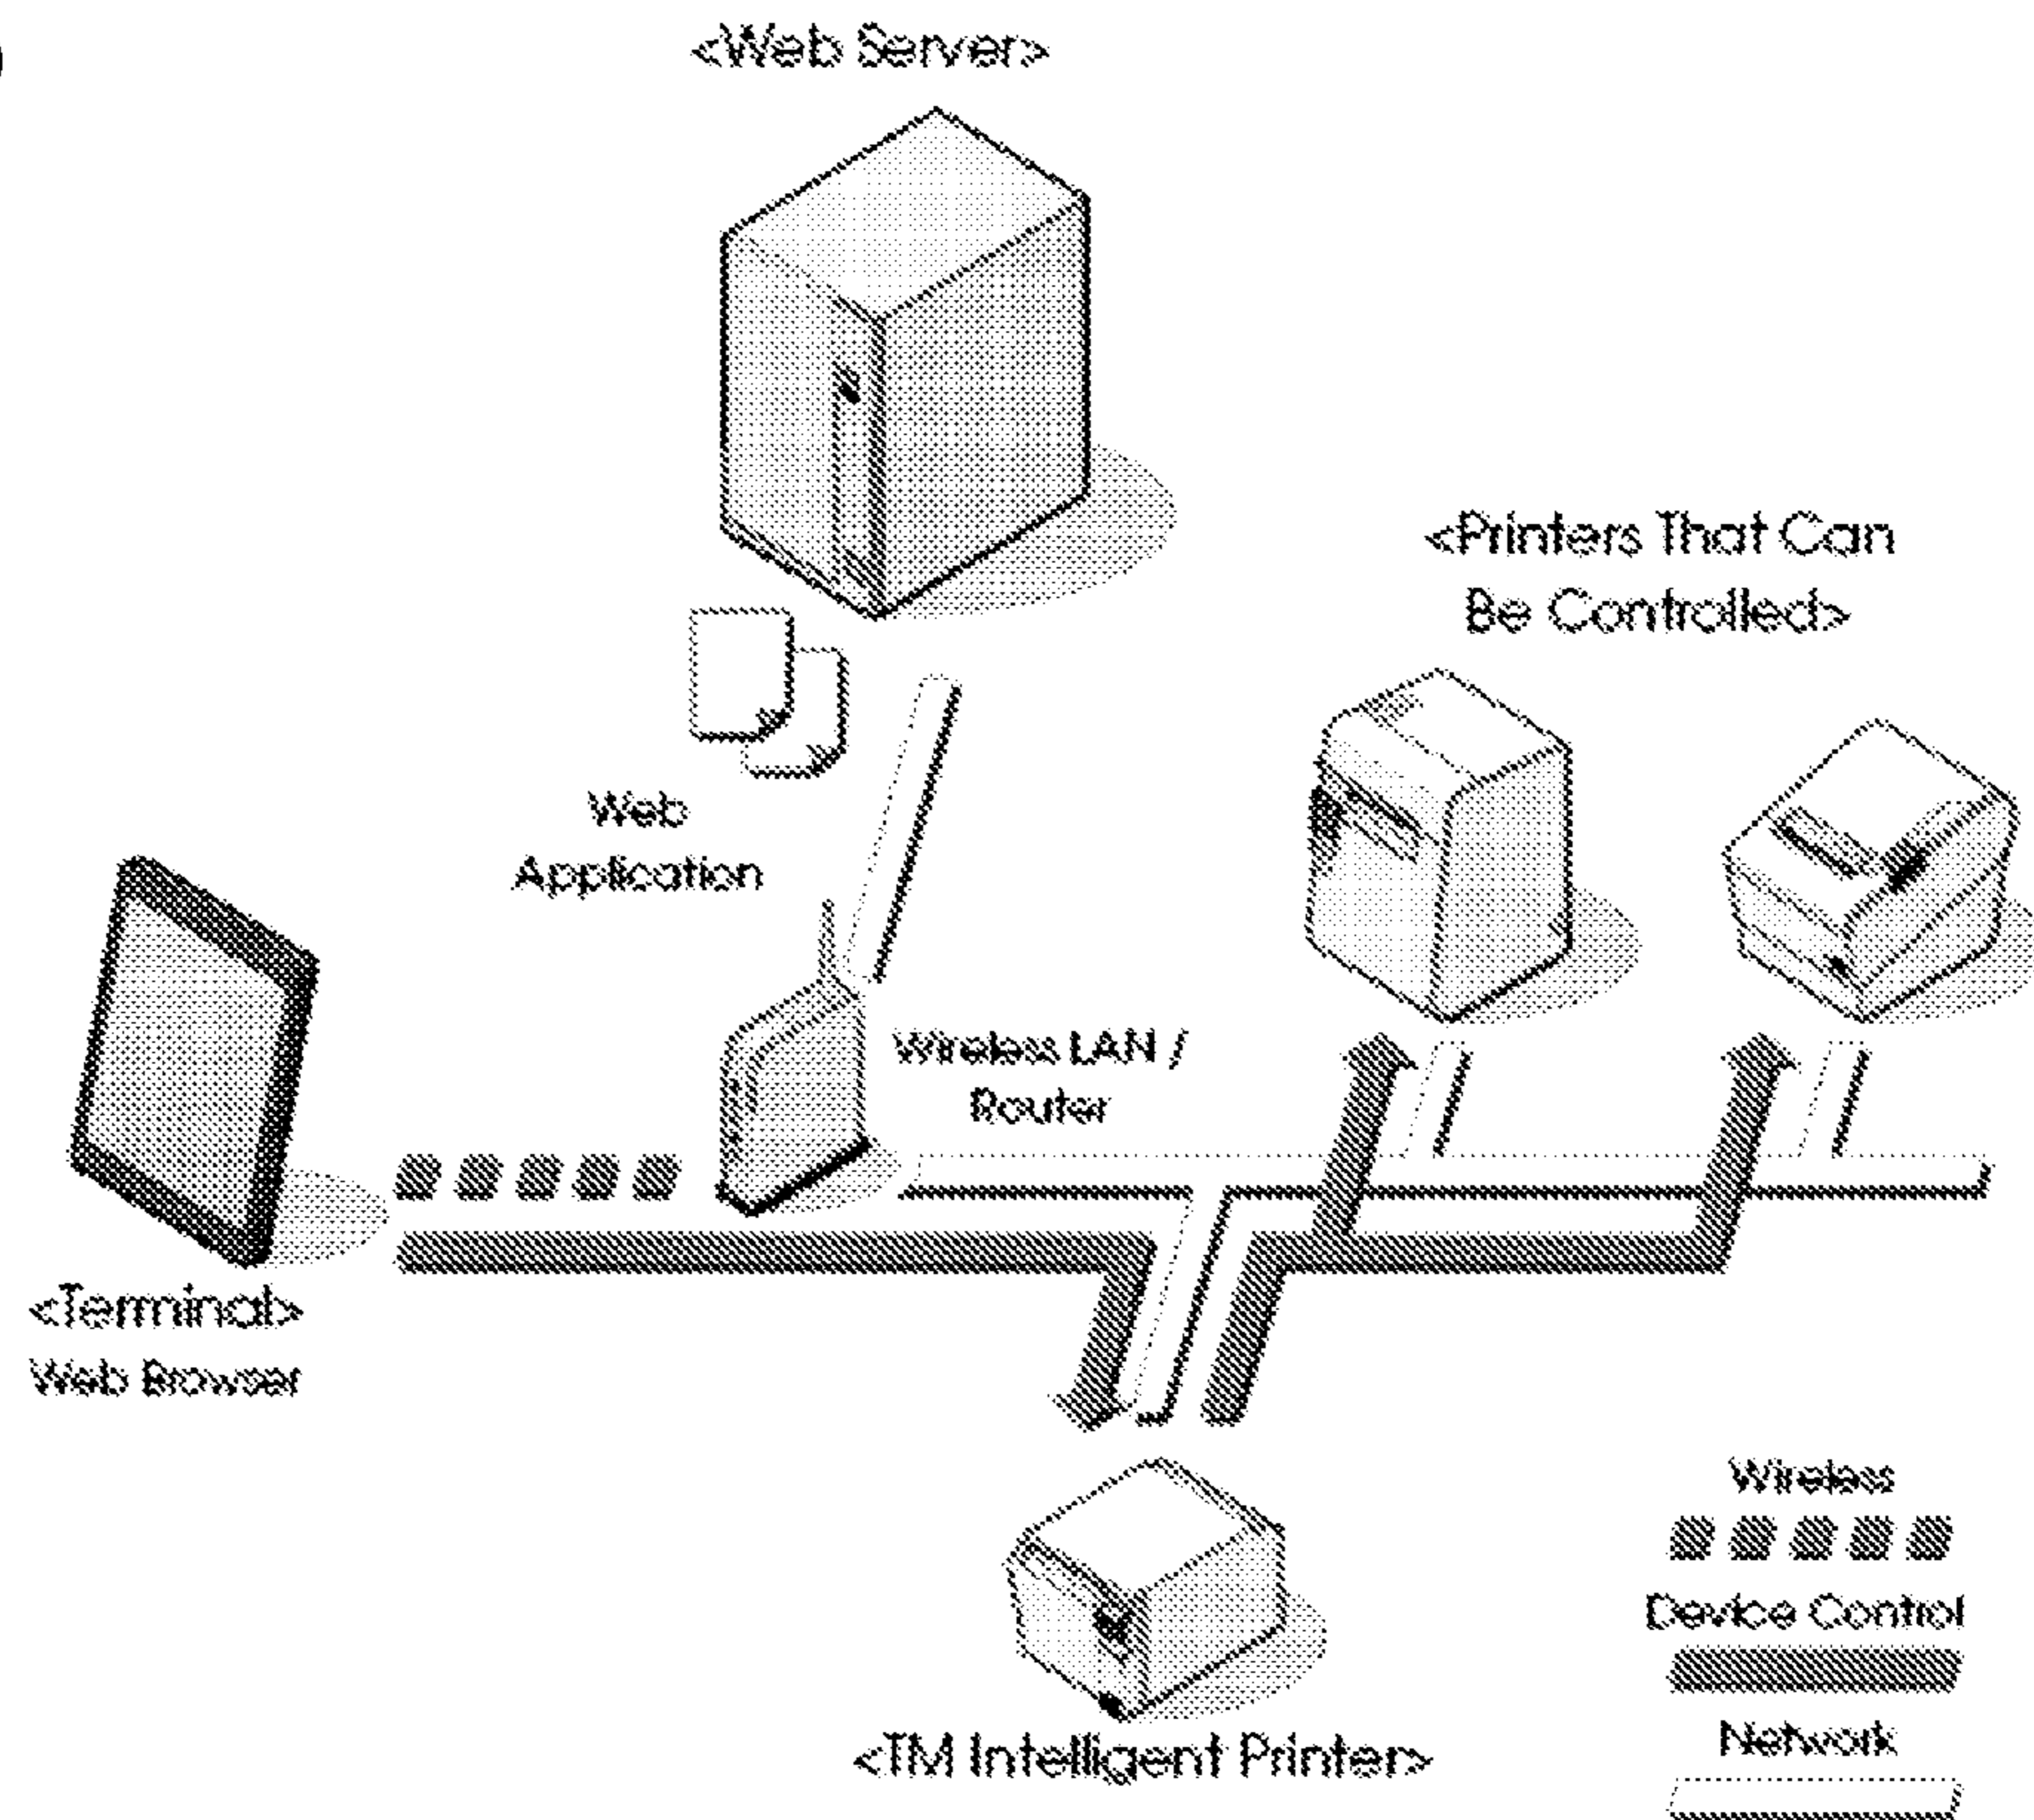 <Web Server>
<Printers That Can
Be Controlled>
Web
Application
Wireless LAN /
Router
<Terminal>
Web Browser
Wireless
Device Control
<TM Intelligent Printer>
Network